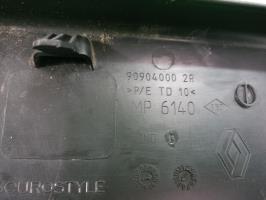 90904000 2R
>P/E TD 10<
MP 6140
EUROSTYLE